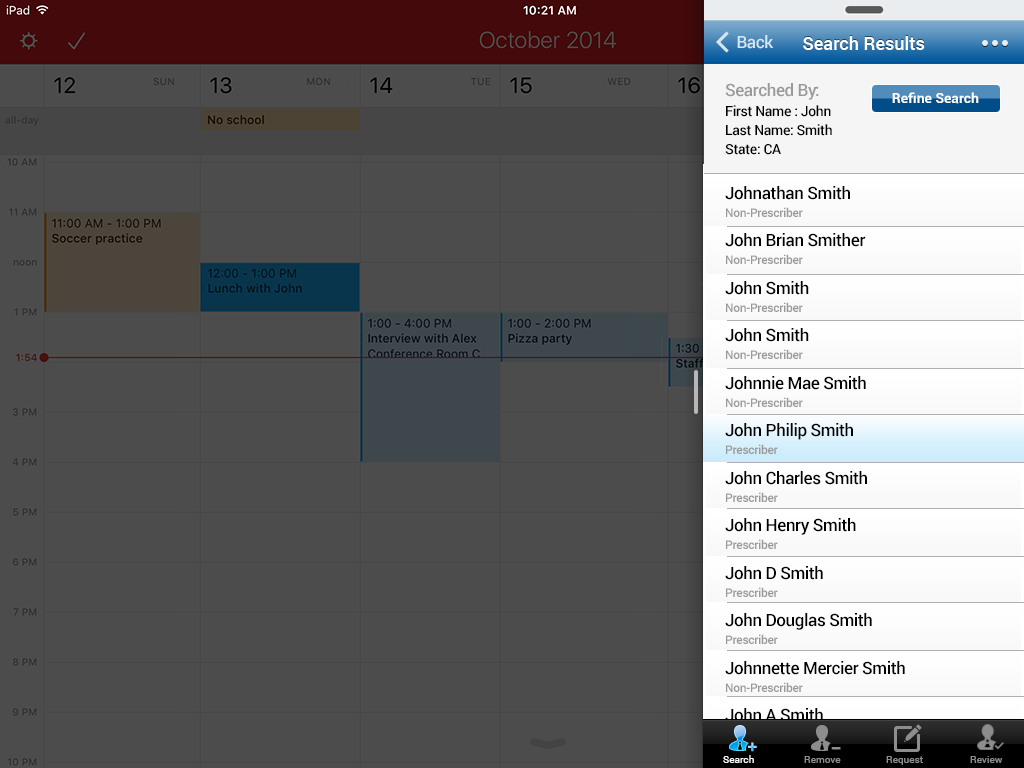 iPad
10:21 AM
October 2014
12 SUN
13 MON
14 TUE
15 WED
16
all-day
No school
10 AM
11 AM
noon
1 PM
1:54
3 PM
4 PM
5 PM
6 PM
7 PM
8 PM
9 PM
10 PM
11:00 AM - 1:00 PM
Soccer practice
12:00 - 1:00 PM
Lunch with John
1:00 - 4:00 PM
Interview with Alex
Conference Room C
1:00 - 2:00 PM
Pizza party
1:30
Staff
Back
Search Results
Searched By:
First Name : John
Last Name: Smith
State: CA
Refine Search
Johnathan Smith
Non-Prescriber
John Brian Smither
Non-Prescriber
John Smith
Non-Prescriber
John Smith
Non-Prescriber
Johnnie Mae Smith
Non-Prescriber
John Philip Smith
Prescriber
John Charles Smith
Prescriber
John Henry Smith
Prescriber
John D Smith
Prescriber
John Douglas Smith
Prescriber
Johnnette Mercier Smith
Non-Prescriber
John A Smith
Search
Remove
Request
Review